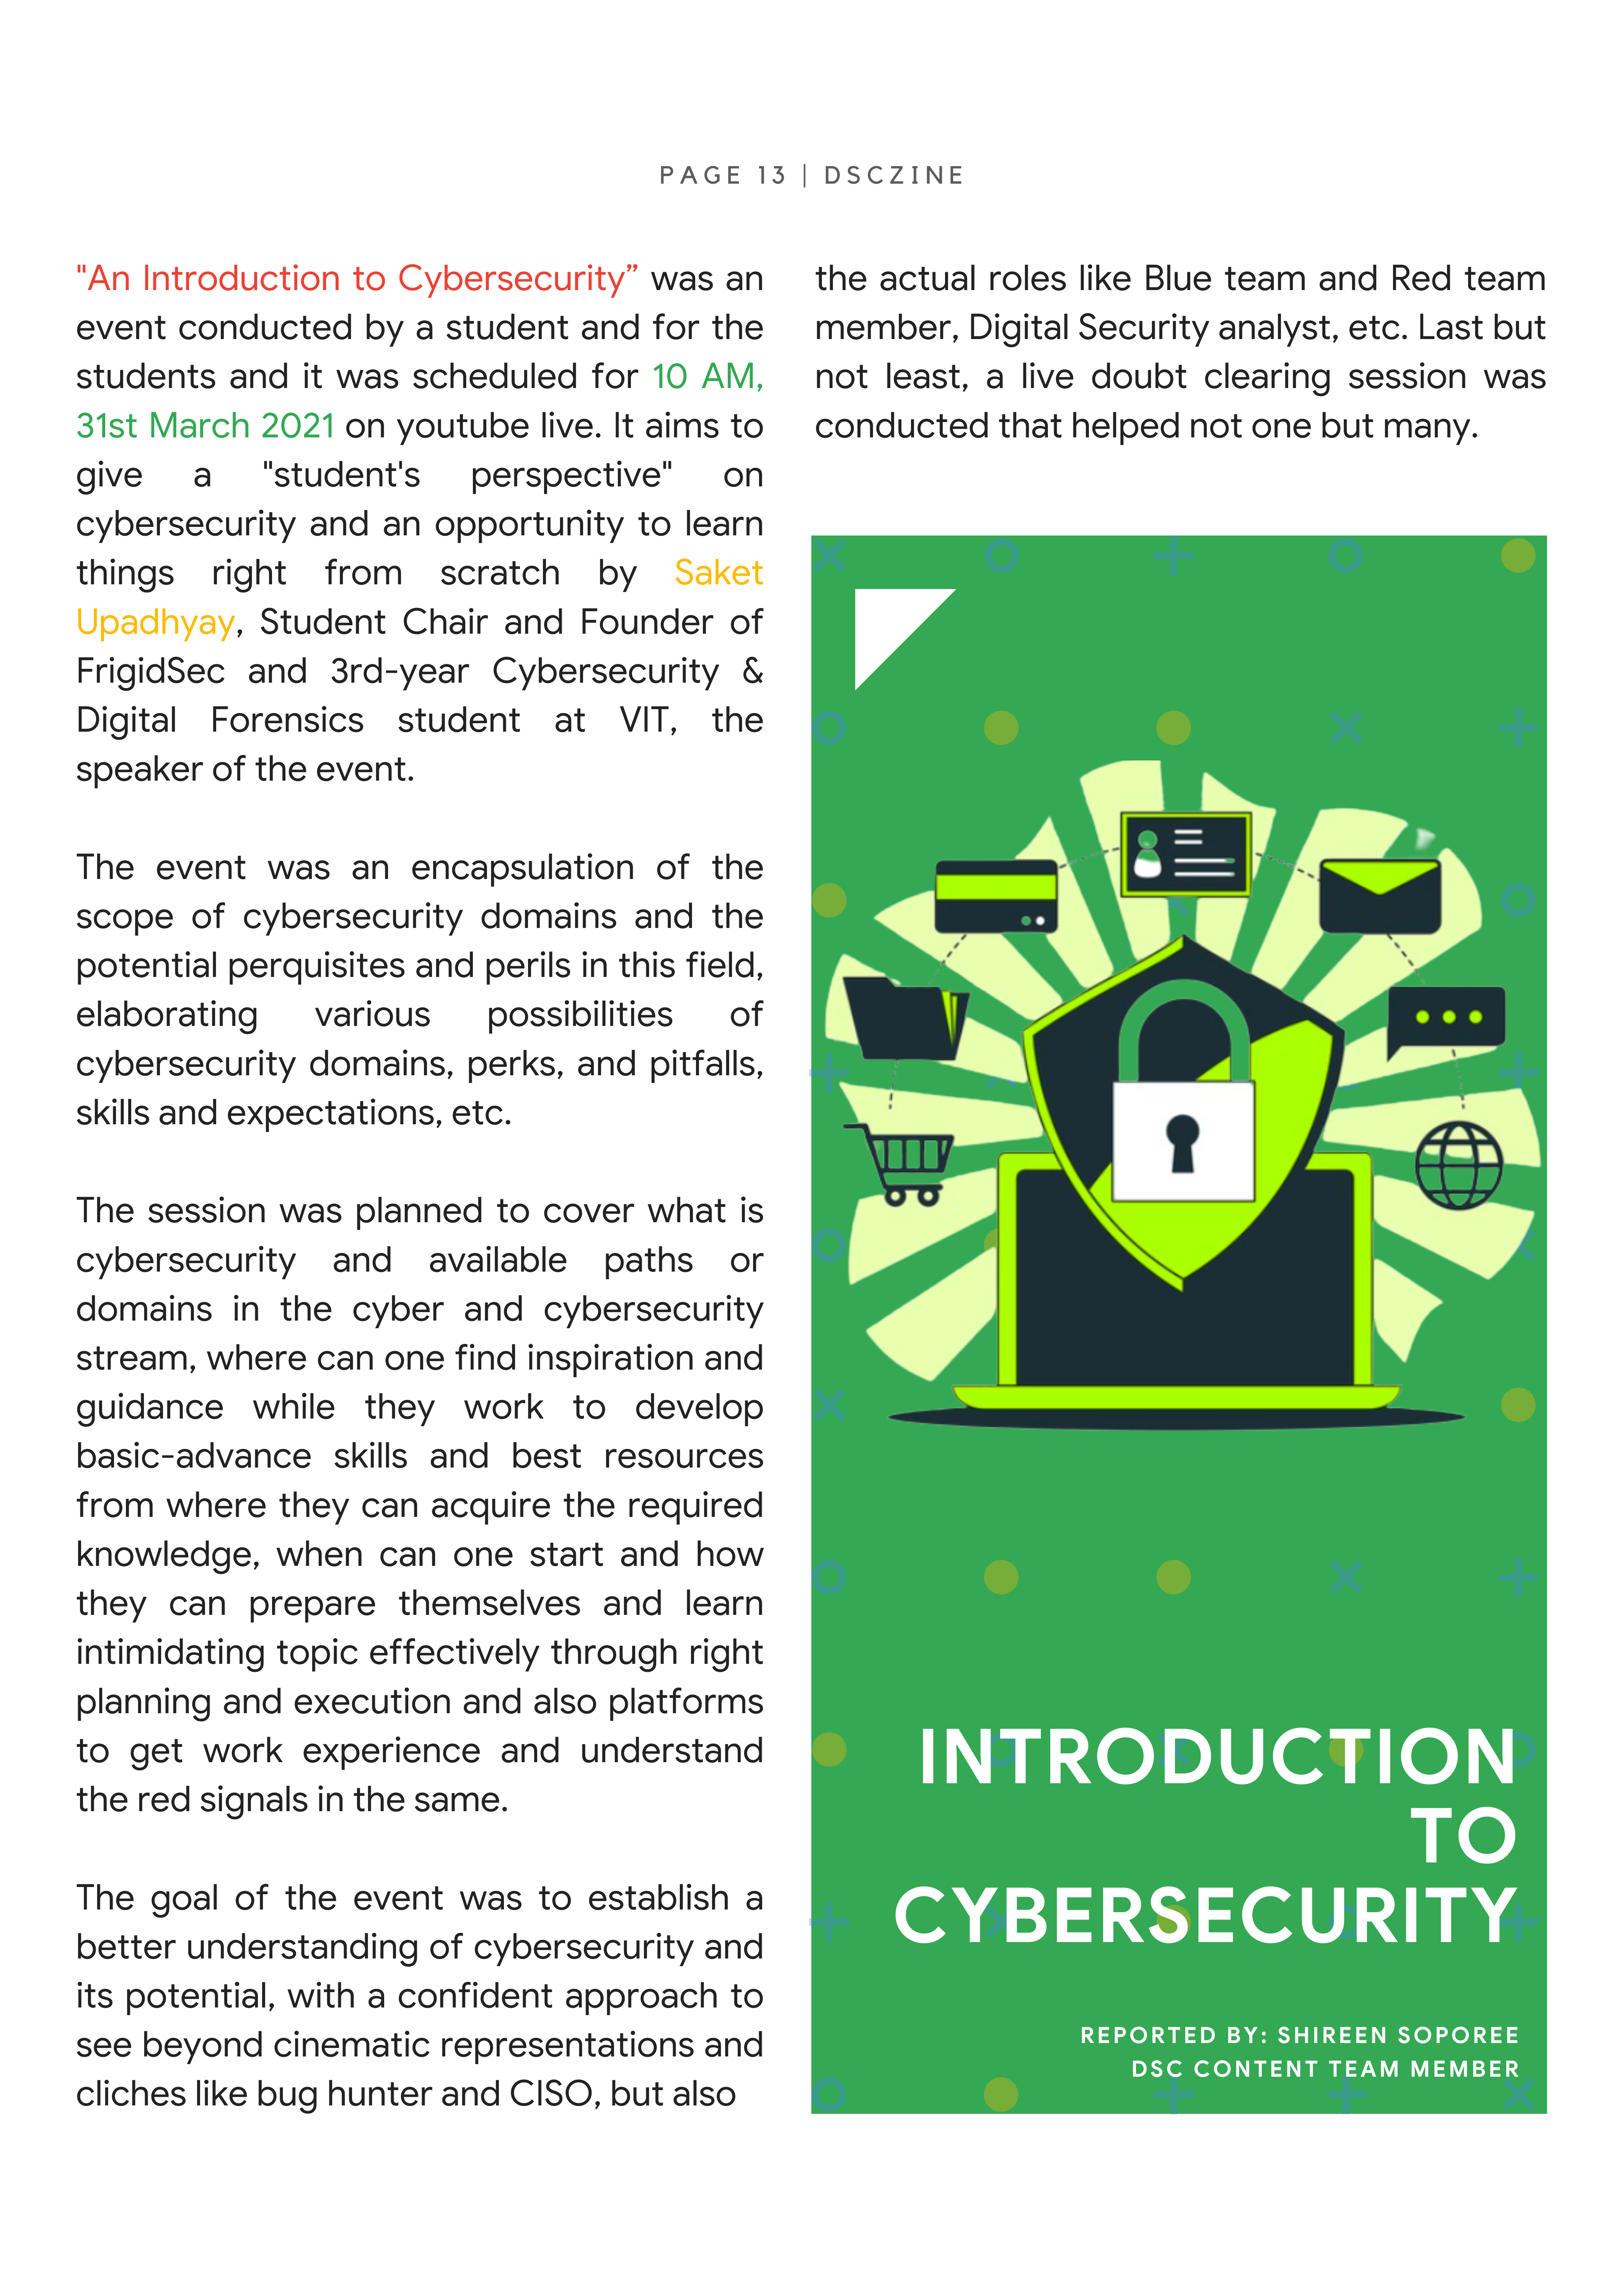 PAGE 13 | DSCZINE
"An Introduction to Cybersecurity” was an
event conducted by a student and for the
students and it was scheduled for 10 AM,
31st March 2021 on youtube live. It aims to
give a "student's perspective" on
cybersecurity and an opportunity to learn
things right from scratch by Saket
Upadhyay, Student Chair and Founder of
FrigidSec and 3rd-year Cybersecurity &
Digital Forensics student at VIT, the
speaker of the event.
The event was an encapsulation of the
scope of cybersecurity domains and the
potential perquisites and perils in this field,
elaborating various possibilities of
cybersecurity domains, perks, and pitfalls,
skills and expectations, etc.
The session was planned to cover what is
cybersecurity and available paths or
domains in the cyber and cybersecurity
stream, where can one find inspiration and
guidance while they work to develop
basic-advance skills and best resources
from where they can acquire the required
knowledge, when can one start and how
they can prepare themselves and learn
intimidating topic effectively through right
planning and execution and also platforms
to get work experience and understand
the red signals in the same.
The goal of the event was to establish a
better understanding of cybersecurity and
its potential, with a confident approach to
see beyond cinematic representations and
cliches like bug hunter and CISO, but also
the actual roles like Blue team and Red team
member, Digital Security analyst, etc. Last but
not least, a live doubt clearing session was
conducted that helped not one but many.
INTRODUCTION
TO
CYBERSECURITY
REPORTED BY: SHIREEN SOPOREE
DSC CONTENT TEAM MEMBER